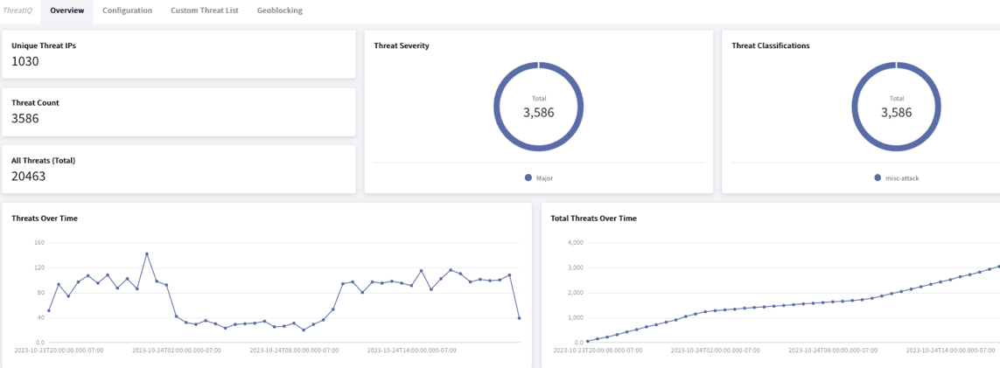 ThreatIQ Overview Configuration Custom Threat List Geoblocking
Unique Threat IPs
1030
Threat Count
3586
All Threats (Total)
20463
Threat Severity
Total
3,586
Major
Threat Classifications
Total
3,586
misc-attack
Threats Over Time
160
120
80
40
0.0
2023-10-23T20:00:00.000-07:00 2023-10-24T02:00:00.000-07:00 2023-10-24T08:00:00.000-07:00 2023-10-24T14:00:00.000-07:00
Total Threats Over Time
4,000
3,000
2,000
1,000
0.0
2023-10-23T20:00:00.000-07:00 2023-10-24T02:00:00.000-07:00 2023-10-24T08:00:00.000-07:00 2023-10-24T14:00:00.000-07:00